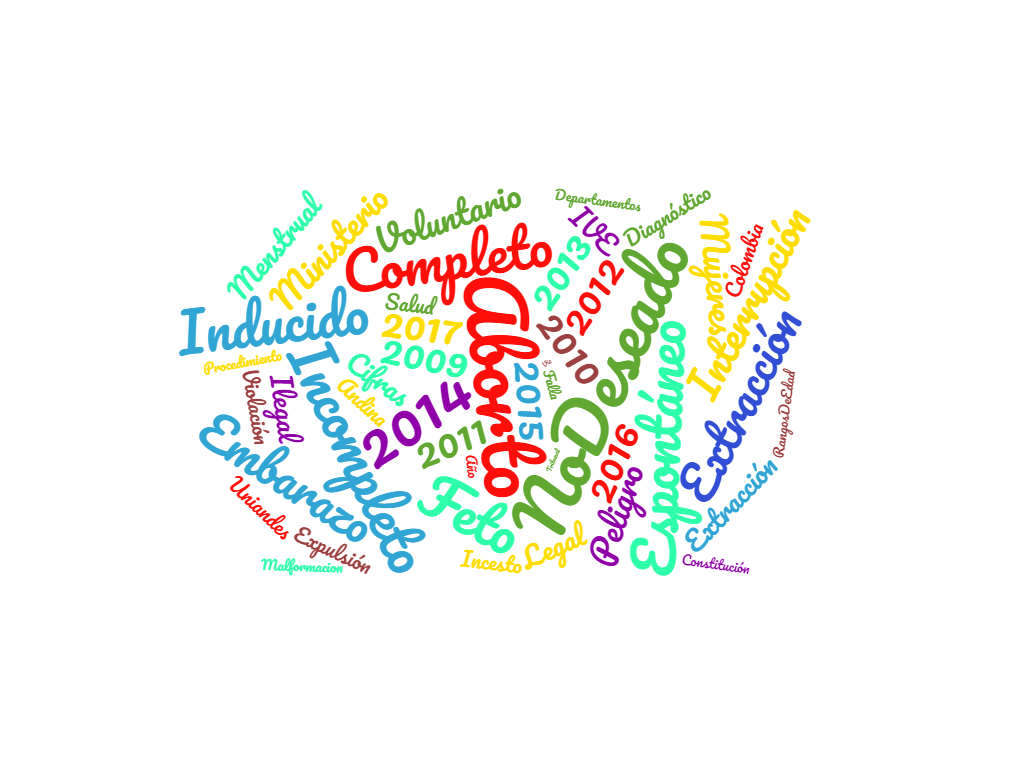 Menstrual
Ministerio
Voluntario
Departamentos
IVE
Diagnóstico
Mujeres
Colombia
Interrupción
Completo
2013
2012
Inducido
Salud
2017
2009
Aborto
2010
NoDeseado
Espontáneo
Extracción
Procedimiento
Incompleto
Cifras
2015
Falla
Violación
Ilegal
Andina
2014
2011
Año
Tribunal
2016
RangosDeEdad
Embarazo
Feto
Peligro
Extracción
Uniandes
Expulsión
Malformacion
Incesto
Legal
Constitución